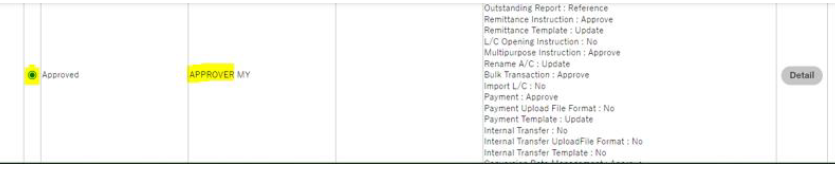 Outstanding Report : Reference
Remittance Instruction : Approve
Remittance Template : Update
L/C Opening Instruction : No
Multipurpose Instruction : Approve
Rename A/C : Update
Approved
APPROVER MY
Bulk Transaction : Approve
Detail
Import L/C : No
Payment : Approve
Payment Upload File Format : No
Payment Template : Update
Internal Transfer : No
Internal Transfer UploadFile Format : No
Internal Transfer Template : No